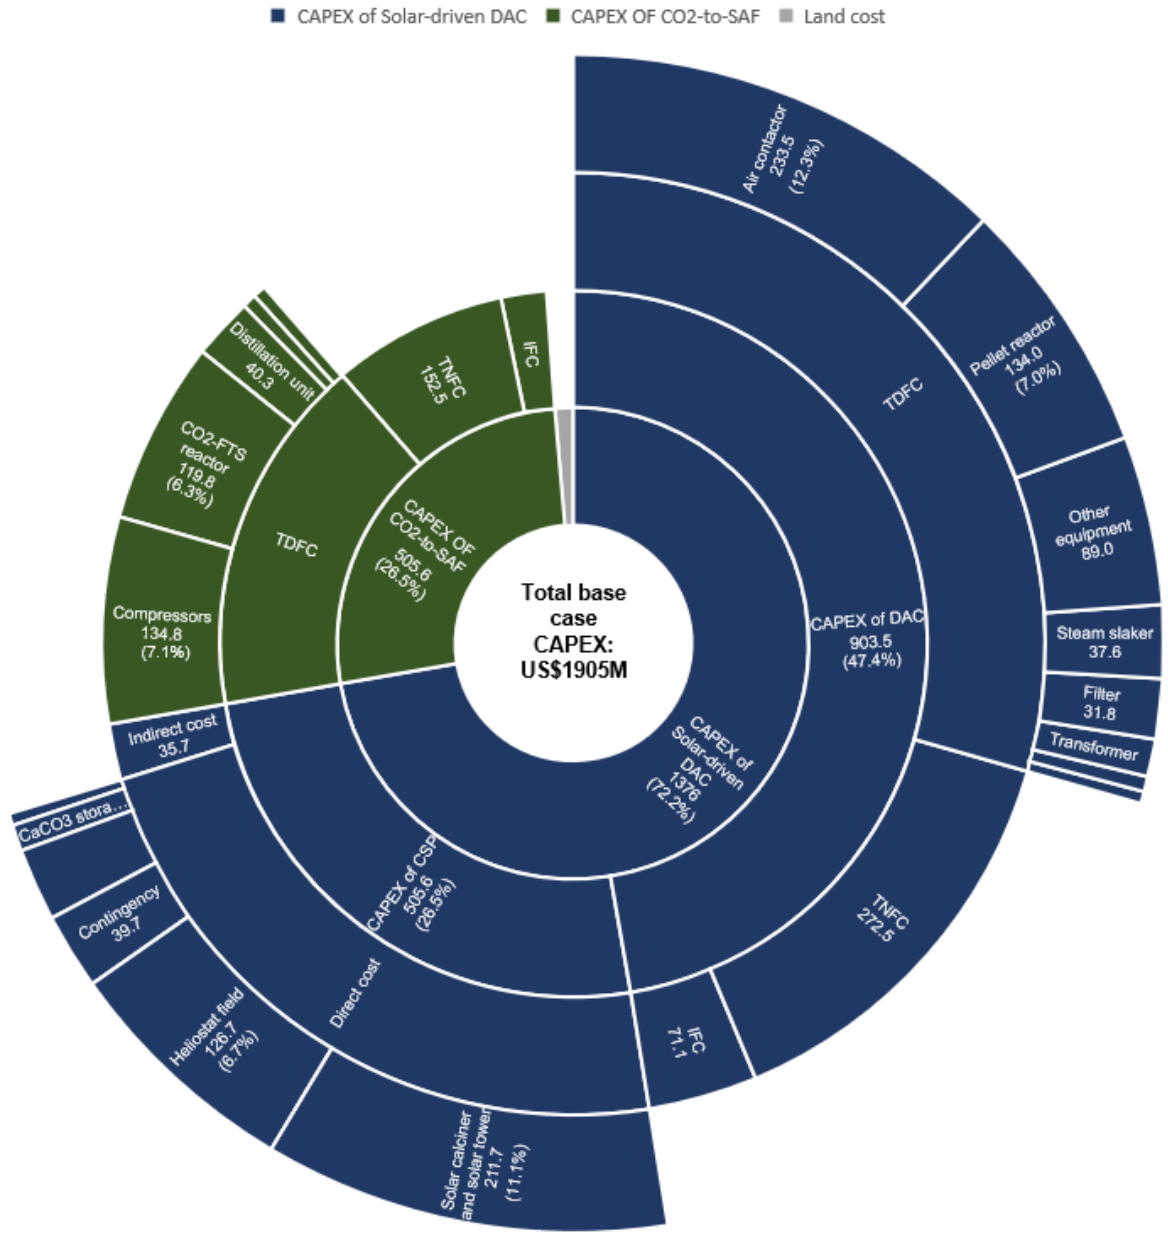 CAPEX of Solar-driven DAC
CAPEX OF CO2-to-SAF
Land cost
Air contactor
233.5
(12.3%)
Pellet reactor
134.0
(7.0%)
Other
equipment
89.0
Steam slaker
37.6
Filter
31.8
Transformer
TDFC
CAPEX of DAC
903.5
(47.4%)
TNFC
272.5
IFC
71.1
CAPEX of
Solar-driven
DAC
1376
(72.2%)
CAPEX of CSP
505.6
(26.5%)
Direct cost
Solar calciner
and solar tower
211.7
(11.1%)
Heliostat field
126.7
(6.7%)
Contingency
39.7
CaCO3 stora...
Indirect cost
35.7
Compressors
134.8
(7.1%)
CO2-FTS
reactor
119.8
(6.3%)
Distillation unit
40.3
TDFC
TNFC
152.5
IFC
CAPEX OF
CO2-to-SAF
505.6
(26.5%)
Total base
case
CAPEX:
US$1905M